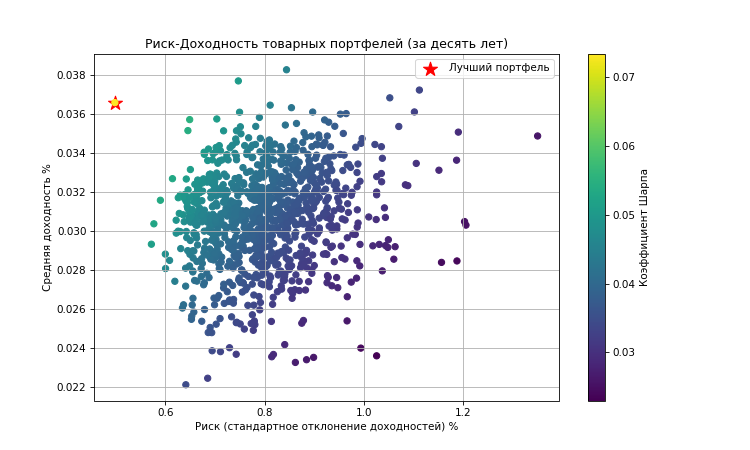 Риск-Доходность товарных портфелей (за десять лет)
Лучший портфель
Средняя доходность %
0.038
0.036
0.034
0.032
0.030
0.028
0.026
0.024
0.022
0.6 0.8 1.0 1.2
Риск (стандартное отклонение доходностей) %
0.07
0.06
0.05
0.04
0.03
Коэффициент Шарпа